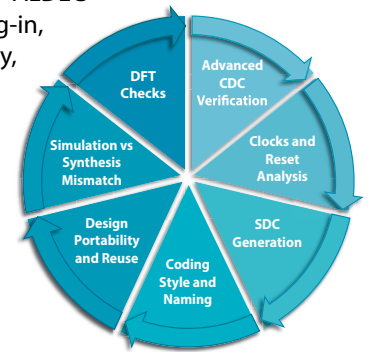 g-in,
y,
DFT
Checks
Advanced
CDC
Verification
Clocks and
Reset
Analysis
SDC
Generation
Coding
Style and
Naming
Design
Portability
and Reuse
Simulation vs
Synthesis
Mismatch